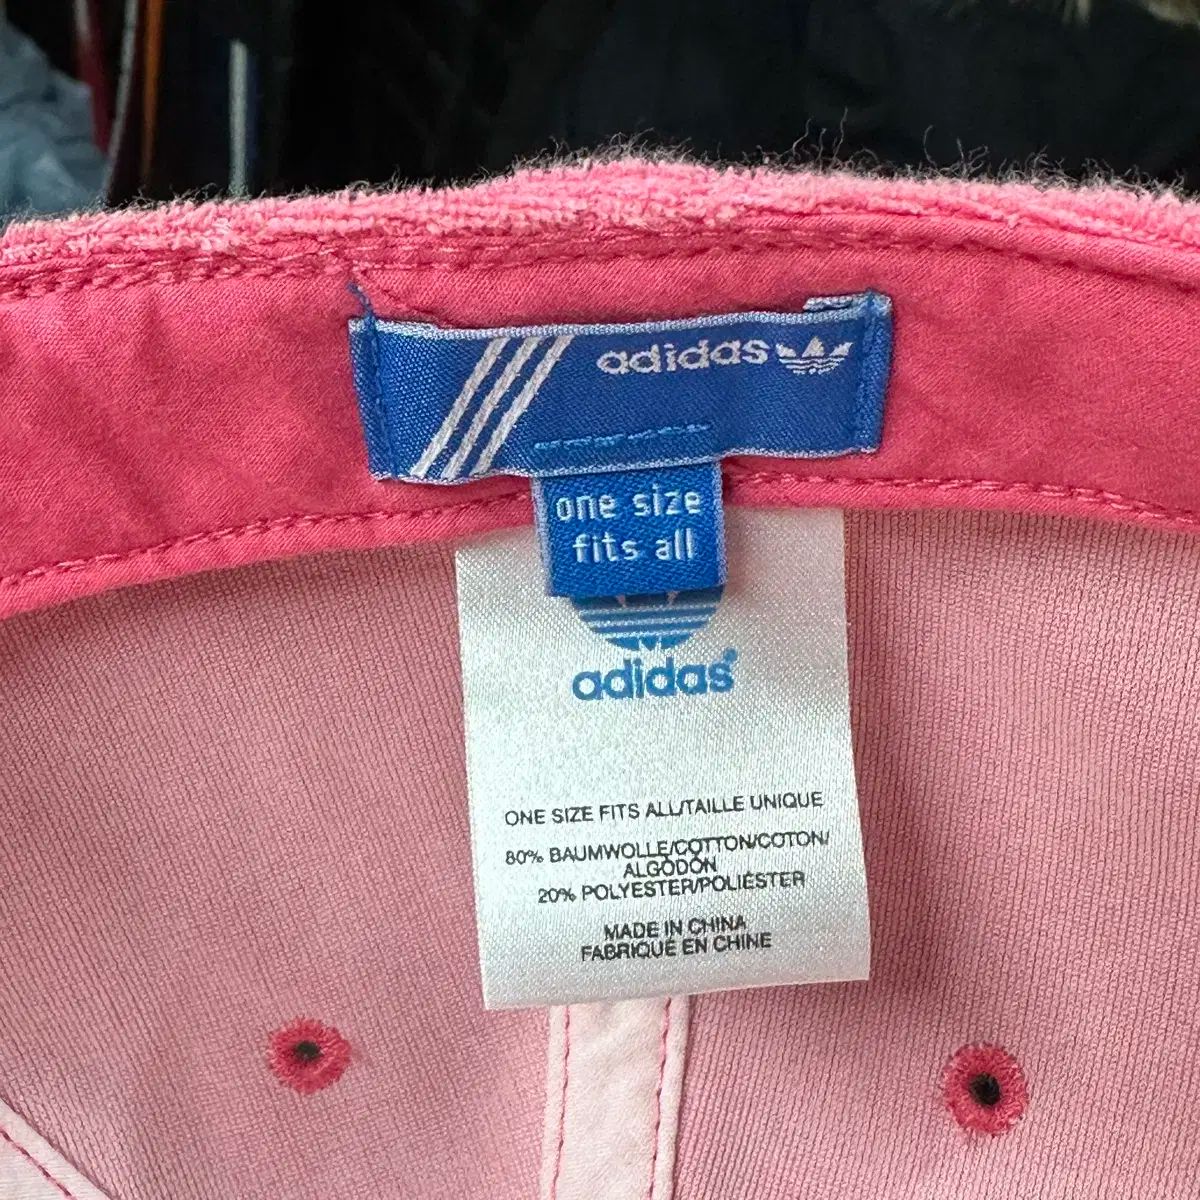 adidas
one size
fits all
adidas®
ONE SIZE FITS ALL/TAILLE UNIQUE
80% BAUMWOLLE/COTTON/COTON/
ALGODÓN
20% POLYESTER/POLIÉSTER
MADE IN CHINA
FABRIQUÉ EN CHINE